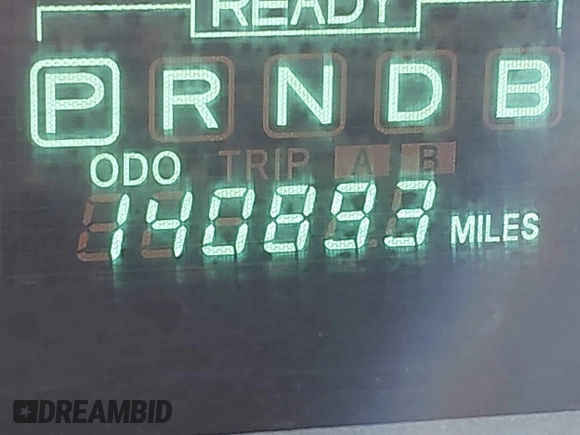 READY
P R N D B
ODO TRIP A B
140893 MILES
DREAMBID